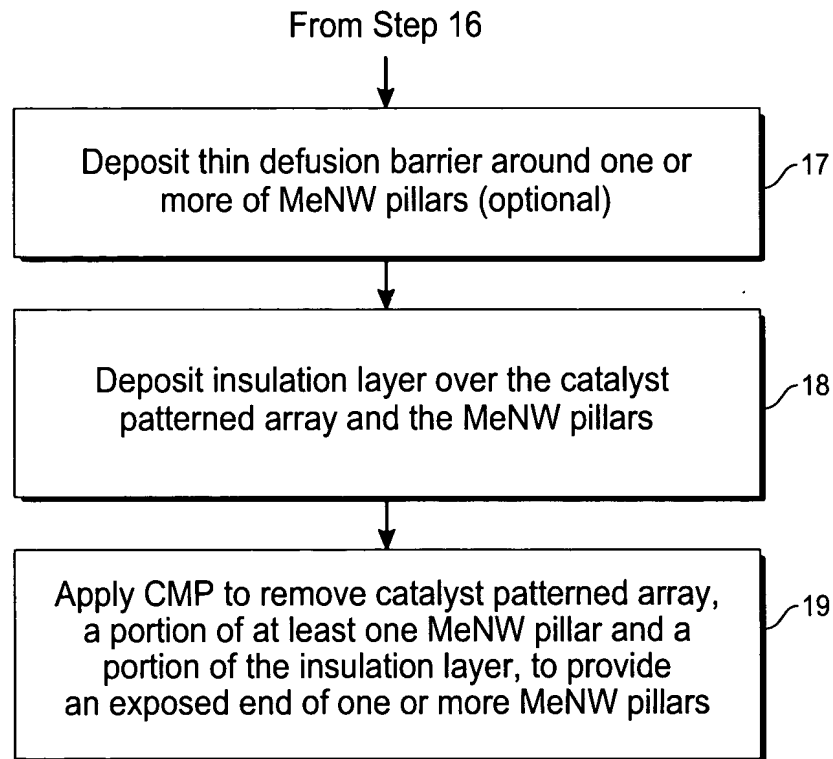 From Step 16
Deposit thin defusion barrier around one or
more of MeNW pillars (optional)
17
Deposit insulation layer over the catalyst
patterned array and the MeNW pillars
18
Apply CMP to remove catalyst patterned array,
a portion of at least one MeNW pillar and a
portion of the insulation layer, to provide
an exposed end of one or more MeNW pillars
19